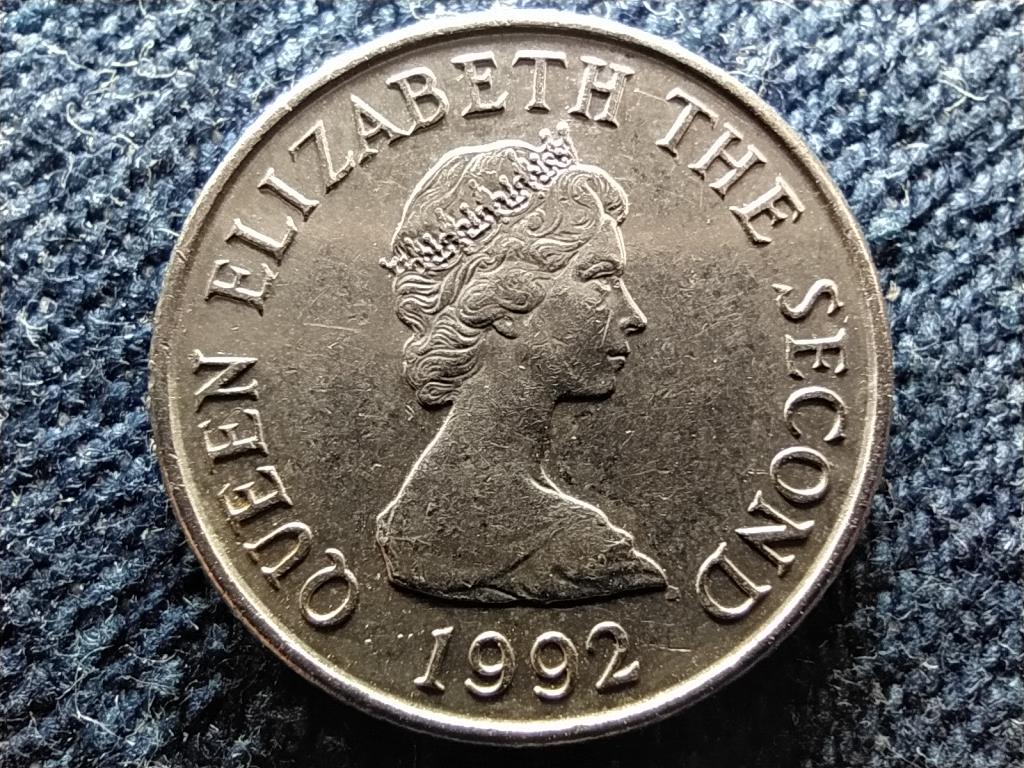 QUEEN ELIZABETH THE SECOND
1992